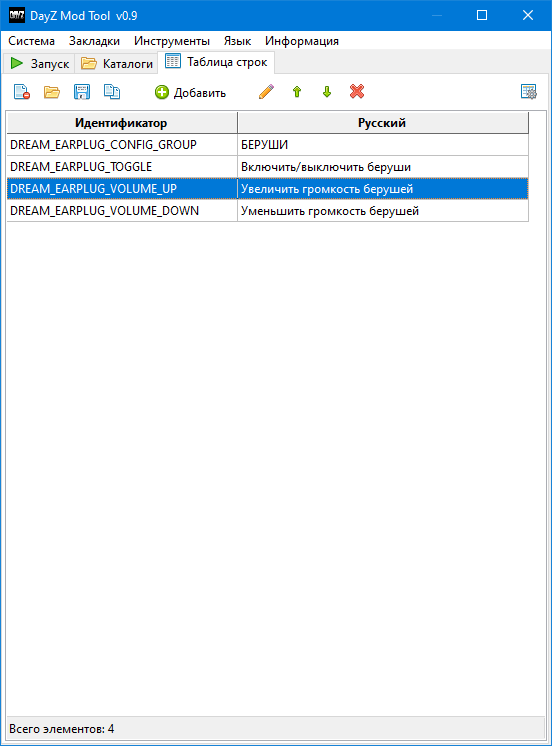 DayZ Mod Tool v0.9
Система Закладки Инструменты Язык Информация
Запуск Каталоги Таблица строк
Добавить
Идентификатор Русский
DREAM_EARPLUG_CONFIG_GROUP БЕРУШИ
DREAM_EARPLUG_TOGGLE Включить/выключить беруши
DREAM_EARPLUG_VOLUME_UP Увеличить громкость берушей
DREAM_EARPLUG_VOLUME_DOWN Уменьшить громкость берушей
Всего элементов: 4